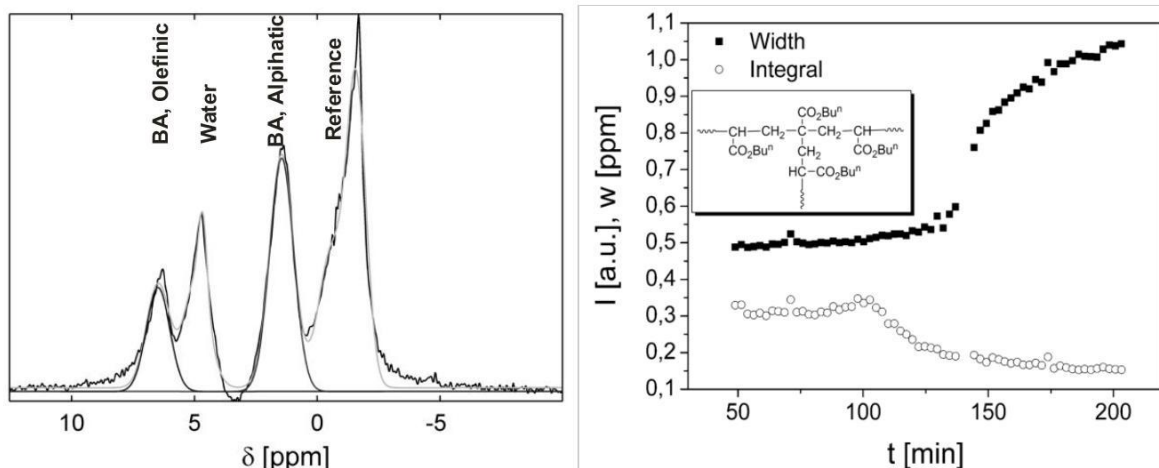 BA, Olefinic
Water
BA, Alpihatic
Reference
10
5
0
-5
δ [ppm]
I [a.u.], w [ppm]
1,1
1,0
0,9
0,8
0,7
0,6
0,5
0,4
0,3
0,2
0,1
Width
Integral
CO₂Buⁿ
CH CH₂ C CH₂ CH
CO₂Buⁿ CH₂ CO₂Buⁿ
HC CO₂Buⁿ
50
100
150
200
t [min]